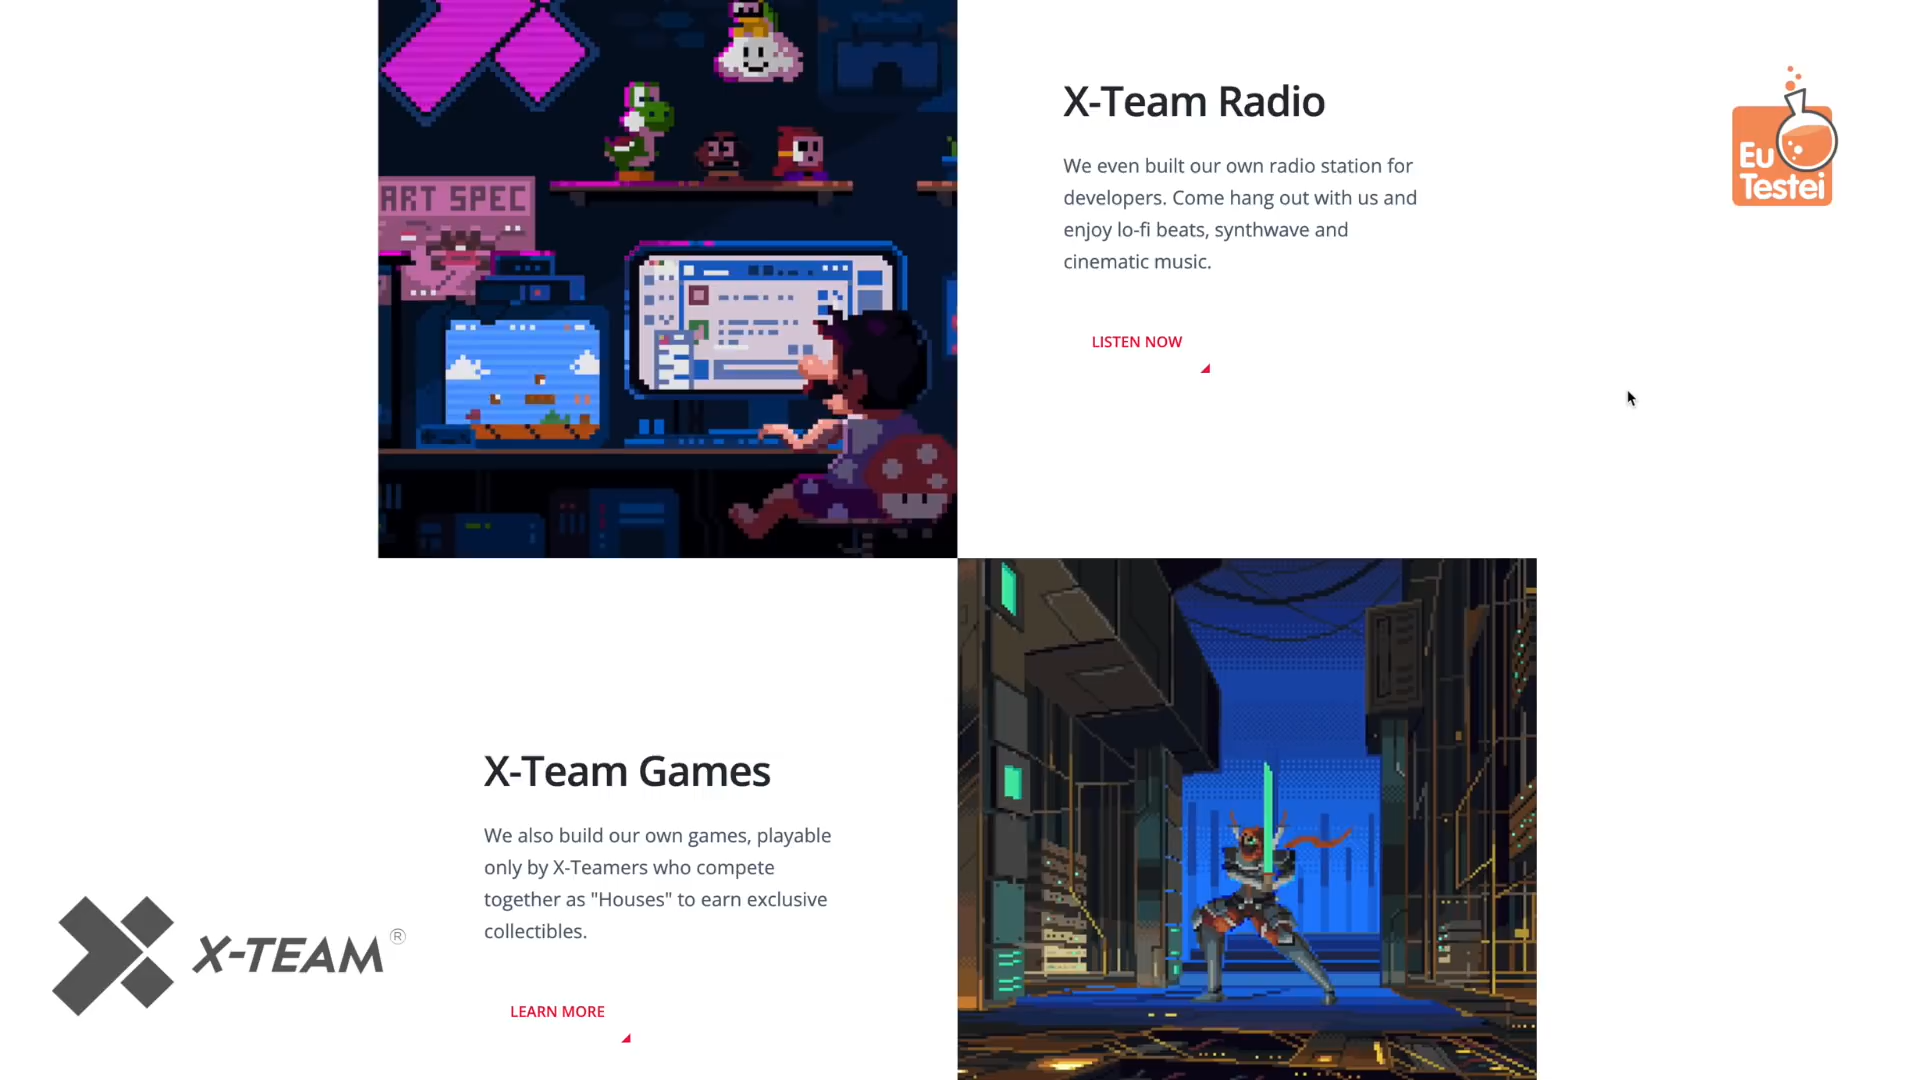 X-Team Radio
We even built our own radio station for
developers. Come hang out with us and
enjoy lo-fi beats, synthwave and
cinematic music.
LISTEN NOW
Eu
Testei
ART SPEC
X-Team Games
We also build our own games, playable
only by X-Teamers who compete
together as "Houses" to earn exclusive
collectibles.
LEARN MORE
X-TEAM®